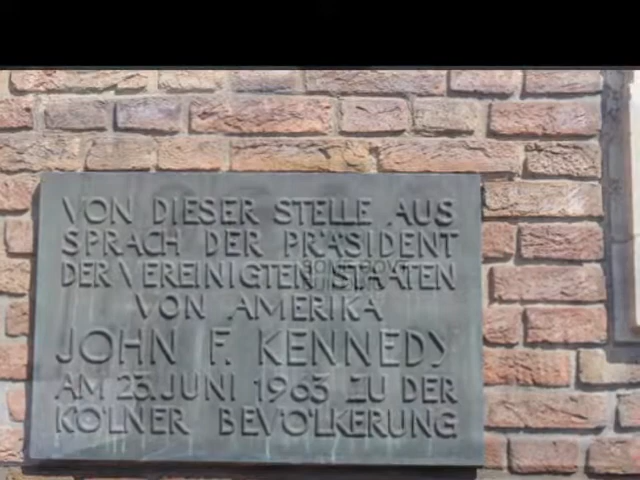 VON DIESER STELLE AUS
SPRACH DER PRÄSIDENT
DER VEREINIGTEN STAATEN
VON AMERIKA
JOHN F. KENNEDY
AM 23. JUNI 1963 ZU DER
KÖLNER BEVÖLKERUNG